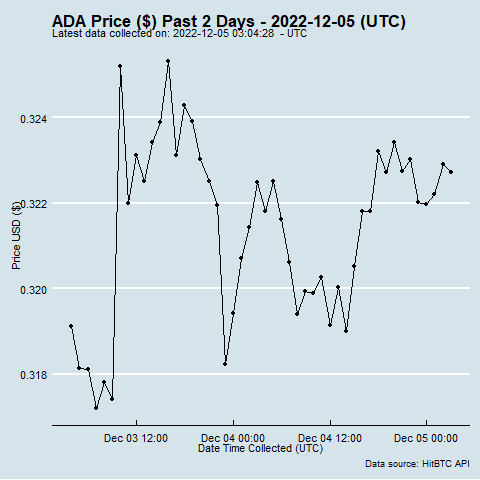 ADA Price ($) Past 2 Days - 2022-12-05 (UTC)
Latest data collected on: 2022-12-05 03:04:28 - UTC
0.324
0.322
0.320
0.318
Price USD ($)
Dec 03 12:00 Dec 04 00:00 Dec 04 12:00 Dec 05 00:00
Date Time Collected (UTC)
Data source: HitBTC API